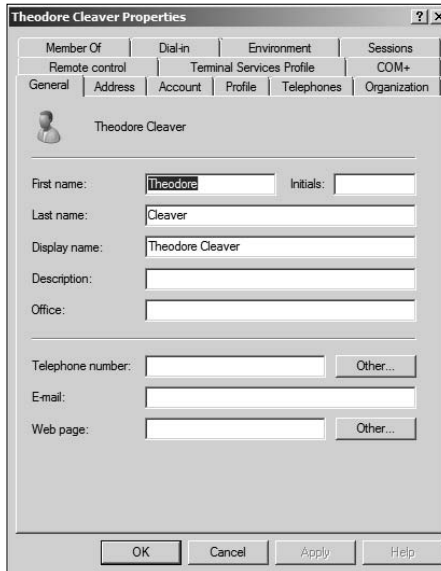 Theodore Cleaver Properties ? x
Member Of Dial-in Environment Sessions
Remote control Terminal Services Profile COM+
General Address Account Profile Telephones Organization
Theodore Cleaver
First name: Theodore Initials:
Last name: Cleaver
Display name: Theodore Cleaver
Description:
Office:
Telephone number: Other...
E-mail:
Web page: Other...
OK Cancel Apply Help